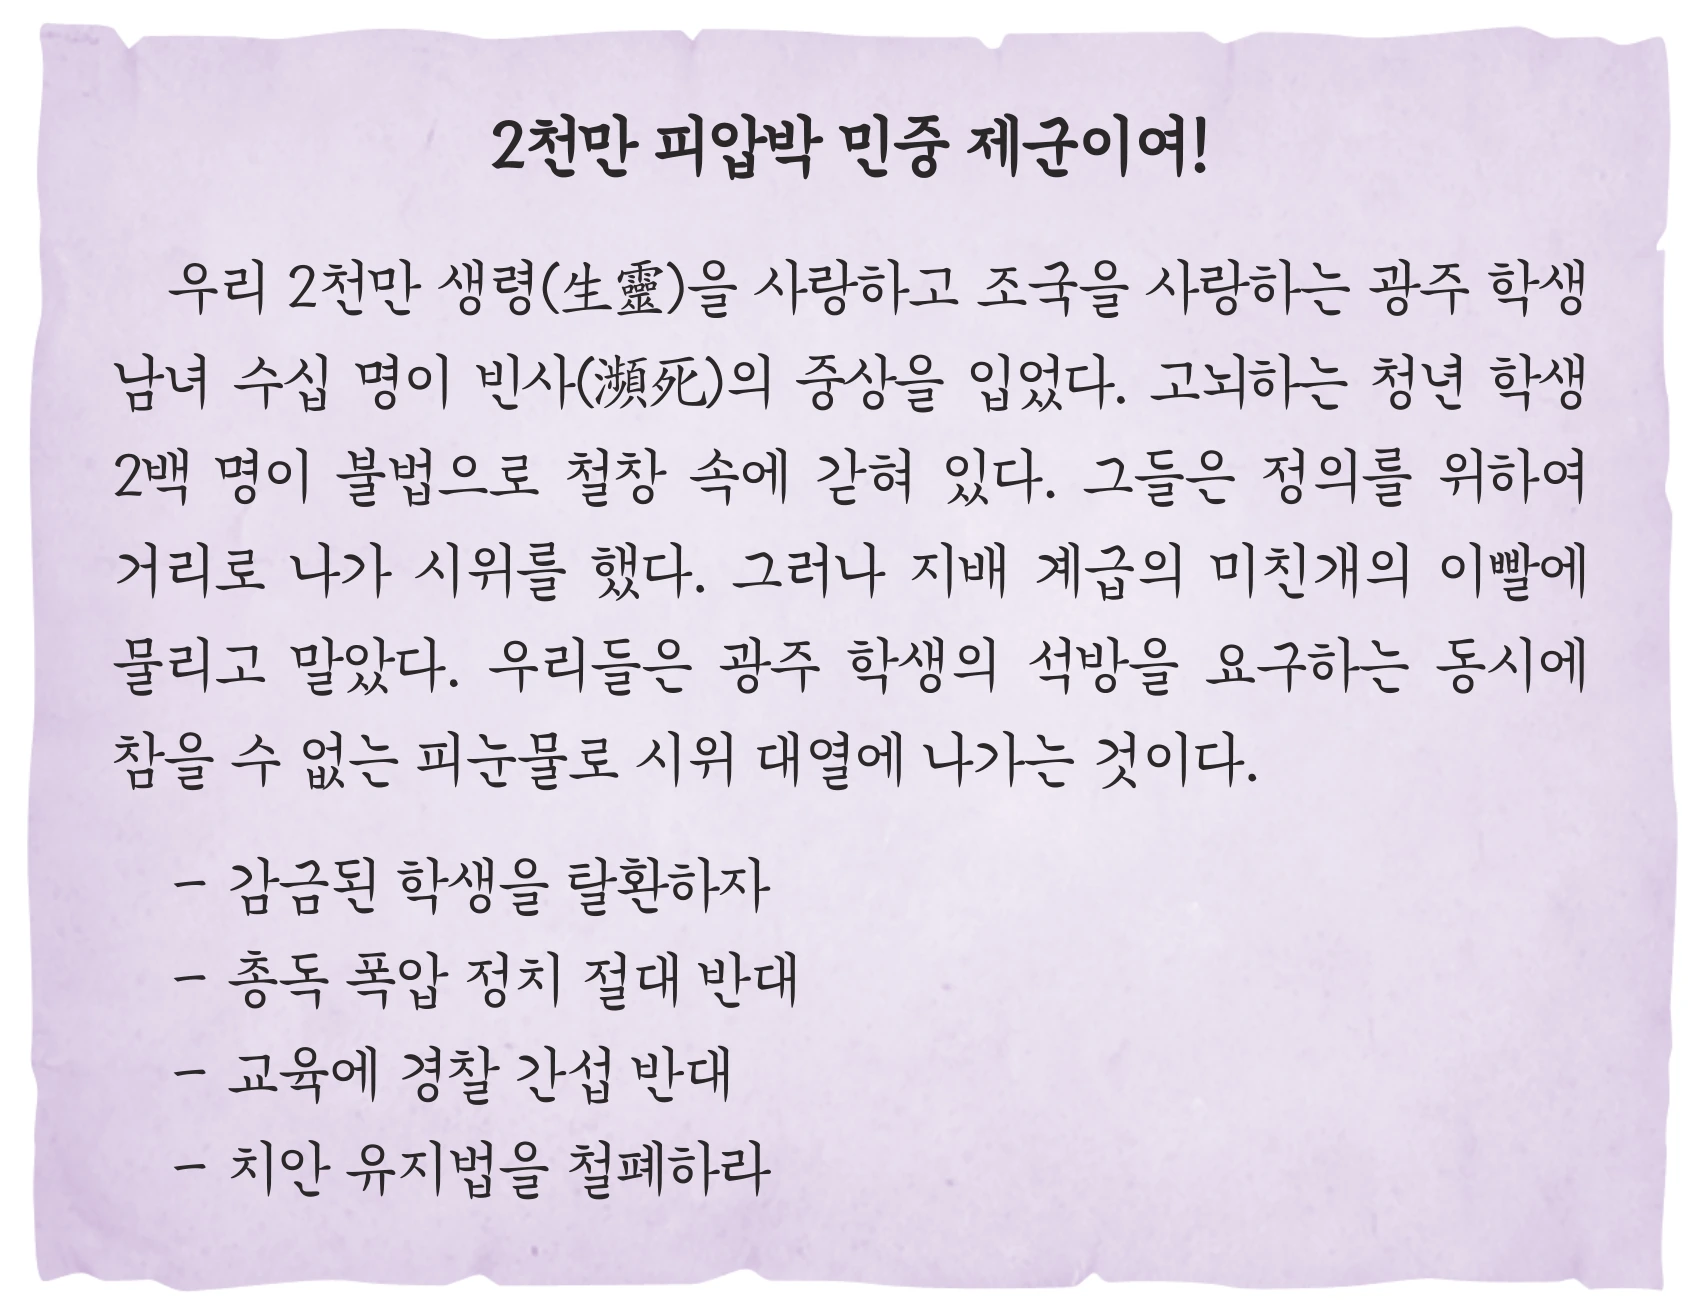 2천만 피압박 민중 제군이여!
우리 2천만 생령(生靈)을 사랑하고 조국을 사랑하는 광주 학생
남녀 수십 명이 빈사(瀕死)의 중상을 입었다. 고뇌하는 청년 학생
2백 명이 불법으로 철창 속에 갇혀 있다. 그들은 정의를 위하여
거리로 나가 시위를 했다. 그러나 지배 계급의 미친개의 이빨에
물리고 말았다. 우리들은 광주 학생의 석방을 요구하는 동시에
참을 수 없는 피눈물로 시위 대열에 나가는 것이다.
- 감금된 학생을 탈환하자
- 총독 폭압 정치 절대 반대
- 교육에 경찰 간섭 반대
- 치안 유지법을 철폐하라